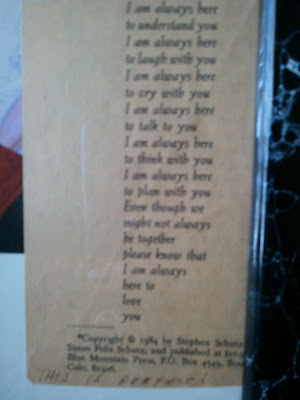 I am always here
to understand you
I am always here
to laugh with you
I am always here
to cry with you
I am always here
to talk to you
I am always here
to think with you
I am always here
to plan with you
Even though we
might not always
be together
please know that
I am always
here to
love
you
*Copyright © 1984 by Stephen Schutz
Susan Polis Schutz, and published at
Blue Mountain Press, P.O. Box 4549,
Colo. 80306.
THIS IS PERFECT!